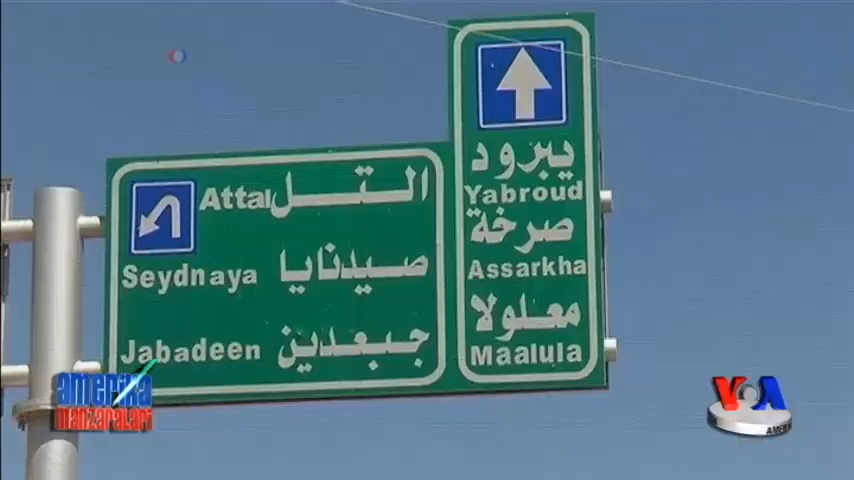 Attal التل
Seydnaya صيدنايا
Jabadeen جبعدين
يبرود
Yabroud
صرخة
Assarkha
معلولا
Maalula
amerika
manzaralari
VOA